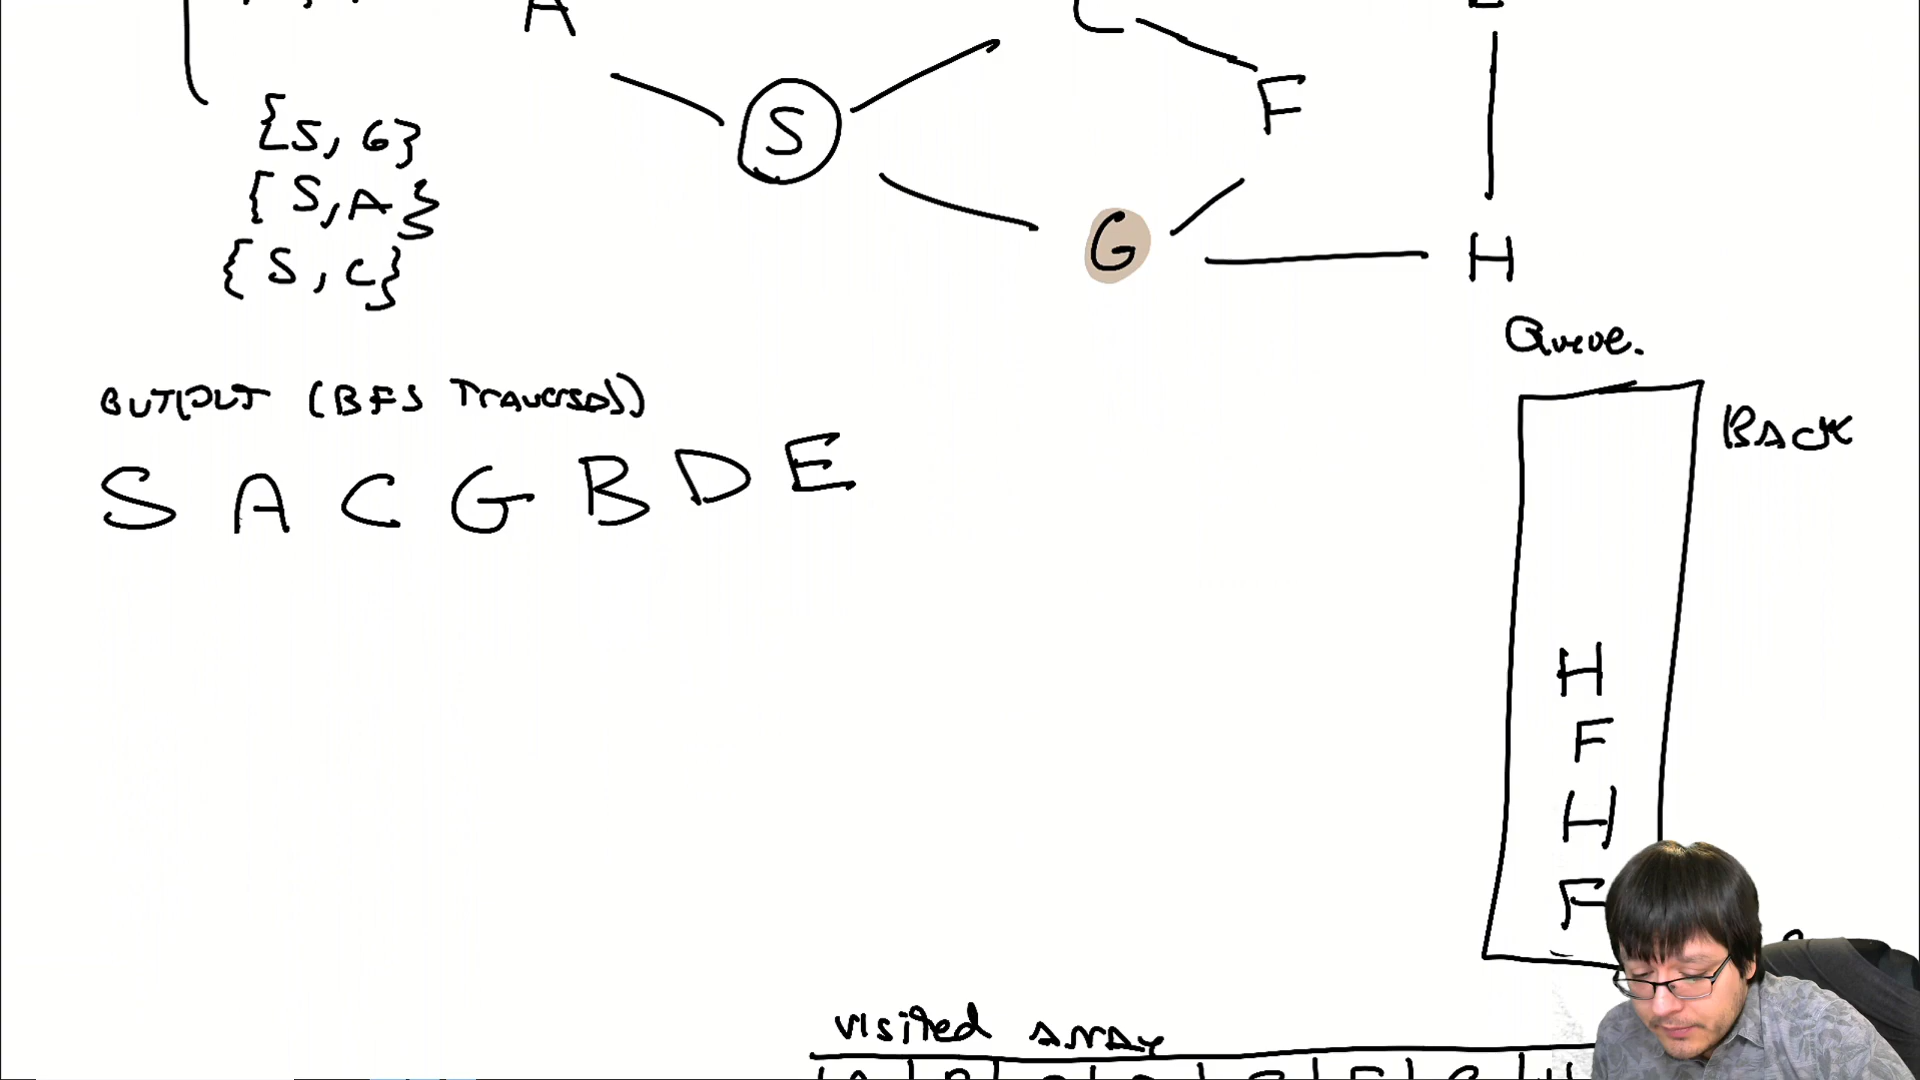 A
C
S
F
{S, G}
{S, A}
{S, C}
G
H
Queue.
OUTPUT (BFS Traversal)
Back
S A C G B D E
H
F
H
F
visited array